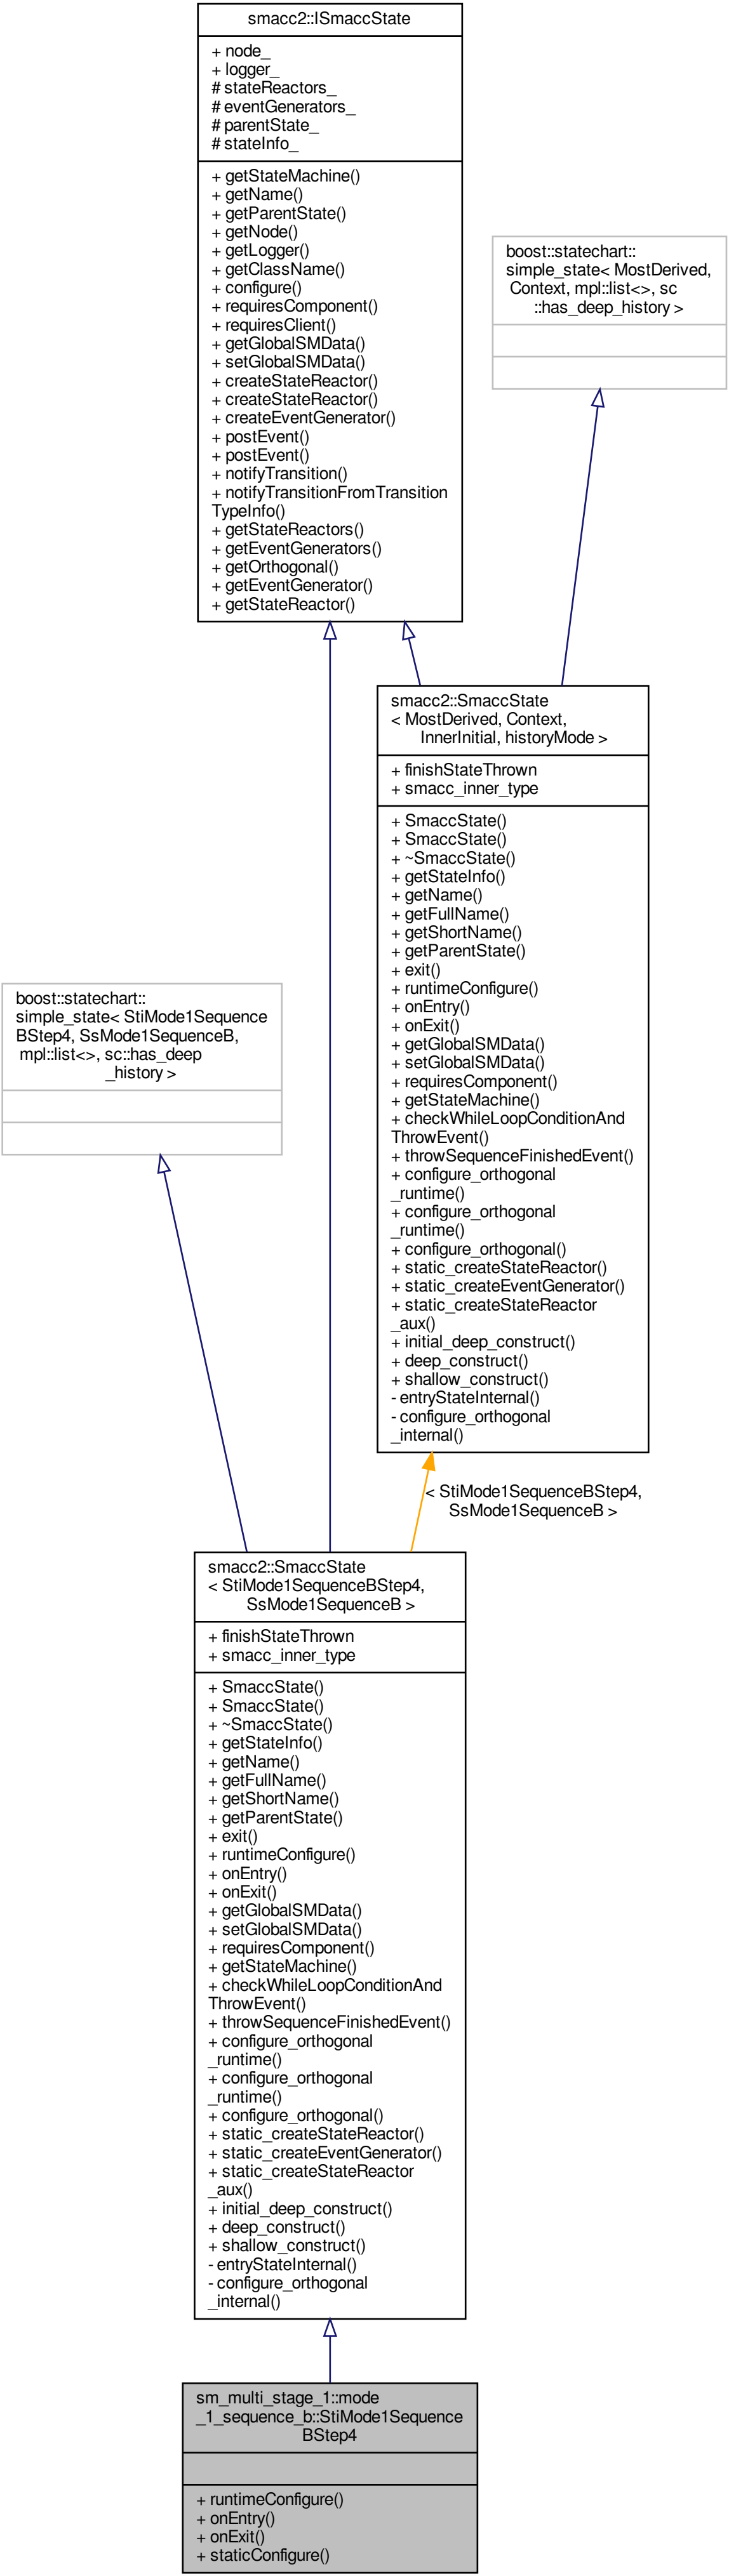 smacc2::ISmaccState
+ node_
+ logger_
# stateReactors_
# eventGenerators_
# parentState_
# stateInfo_
+ getStateMachine()
+ getName()
+ getParentState()
+ getNode()
+ getLogger()
+ getClassName()
+ configure()
+ requiresComponent()
+ requiresClient()
+ getGlobalSMData()
+ setGlobalSMData()
+ createStateReactor()
+ createStateReactor()
+ createEventGenerator()
+ postEvent()
+ postEvent()
+ notifyTransition()
+ notifyTransitionFromTransition
TypeInfo()
+ getStateReactors()
+ getEventGenerators()
+ getOrthogonal()
+ getEventGenerator()
+ getStateReactor()
boost::statechart::
simple_state< MostDerived,
Context, mpl::list<>, sc
::has_deep_history >
smacc2::SmaccState
< MostDerived, Context,
InnerInitial, historyMode >
+ finishStateThrown
+ smacc_inner_type
+ SmaccState()
+ SmaccState()
+ ~SmaccState()
+ getStateInfo()
+ getName()
+ getFullName()
+ getShortName()
+ getParentState()
+ exit()
+ runtimeConfigure()
+ onEntry()
+ onExit()
+ getGlobalSMData()
+ setGlobalSMData()
+ requiresComponent()
+ getStateMachine()
+ checkWhileLoopConditionAnd
ThrowEvent()
+ throwSequenceFinishedEvent()
+ configure_orthogonal
_runtime()
+ configure_orthogonal
_runtime()
+ configure_orthogonal()
+ static_createStateReactor()
+ static_createEventGenerator()
+ static_createStateReactor
_aux()
+ initial_deep_construct()
+ deep_construct()
+ shallow_construct()
- entryStateInternal()
- configure_orthogonal
_internal()
boost::statechart::
simple_state< StiMode1Sequence
BStep4, SsMode1SequenceB,
mpl::list<>, sc::has_deep
_history >
< StiMode1SequenceBStep4,
SsMode1SequenceB >
smacc2::SmaccState
< StiMode1SequenceBStep4,
SsMode1SequenceB >
+ finishStateThrown
+ smacc_inner_type
+ SmaccState()
+ SmaccState()
+ ~SmaccState()
+ getStateInfo()
+ getName()
+ getFullName()
+ getShortName()
+ getParentState()
+ exit()
+ runtimeConfigure()
+ onEntry()
+ onExit()
+ getGlobalSMData()
+ setGlobalSMData()
+ requiresComponent()
+ getStateMachine()
+ checkWhileLoopConditionAnd
ThrowEvent()
+ throwSequenceFinishedEvent()
+ configure_orthogonal
_runtime()
+ configure_orthogonal
_runtime()
+ configure_orthogonal()
+ static_createStateReactor()
+ static_createEventGenerator()
+ static_createStateReactor
_aux()
+ initial_deep_construct()
+ deep_construct()
+ shallow_construct()
- entryStateInternal()
- configure_orthogonal
_internal()
sm_multi_stage_1::mode
_1_sequence_b::StiMode1Sequence
BStep4
+ runtimeConfigure()
+ onEntry()
+ onExit()
+ staticConfigure()